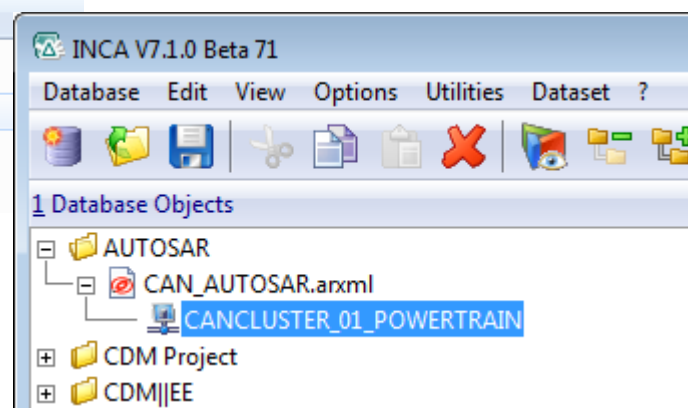 INCA V7.1.0 Beta 71
Database Edit View Options Utilities Dataset ?
1 Database Objects
AUTOSAR
CAN_AUTOSAR.arxml
CANCLUSTER_01_POWERTRAIN
CDM Project
CDM||EE